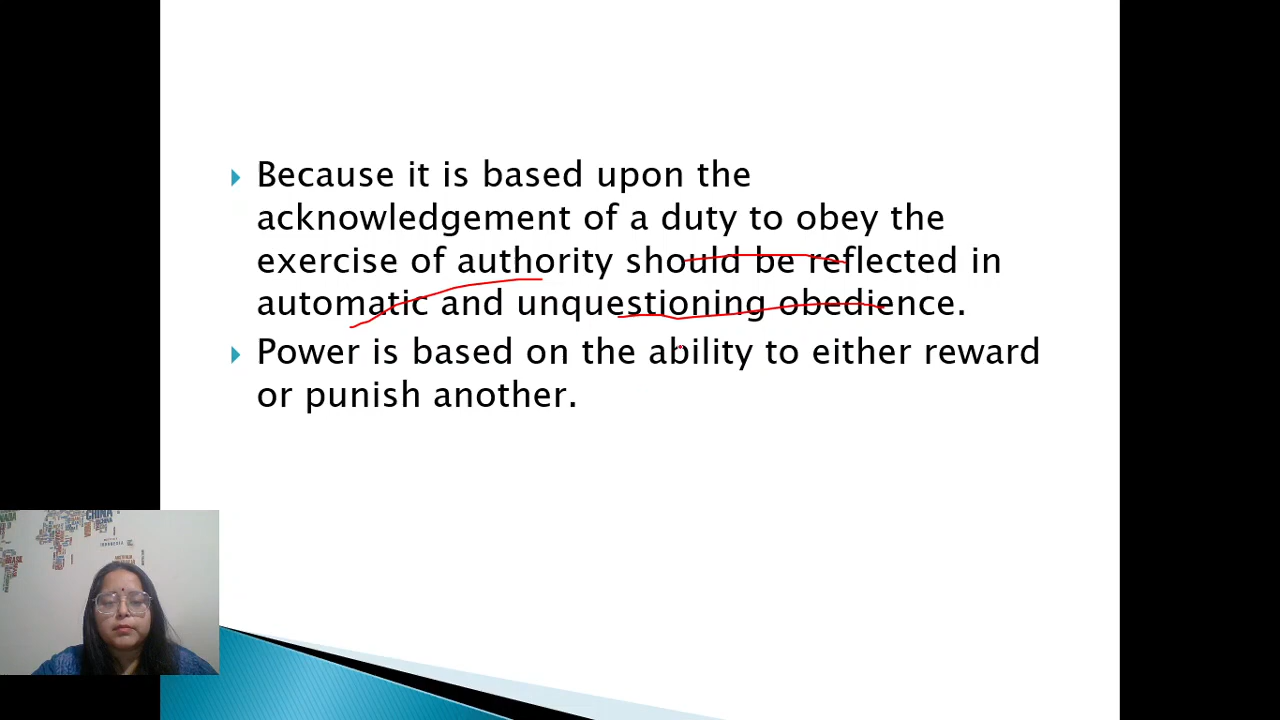 Because it is based upon the
acknowledgement of a duty to obey the
exercise of authority should be reflected in
automatic and unquestioning obedience.
Power is based on the ability to either reward
or punish another.
CHINA